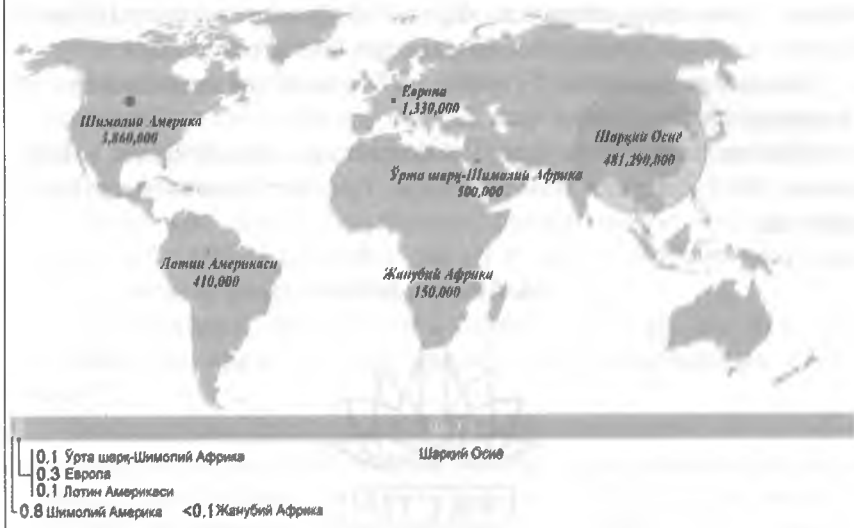 Европа
1,330,000
Шимолий Америка
3,860,000
Шарқий Осиё
481,290,000
Ўрта шарқ-Шимолий Африка
500,000
Лотин Америкаси
410,000
Жанубий Африка
150,000
0.1 Ўрта шарқ-Шимолий Африка
Шарқий Осиё
0.3 Европа
0.1 Лотин Америкаси
0.8 Шимолий Америка <0.1 Жанубий Африка